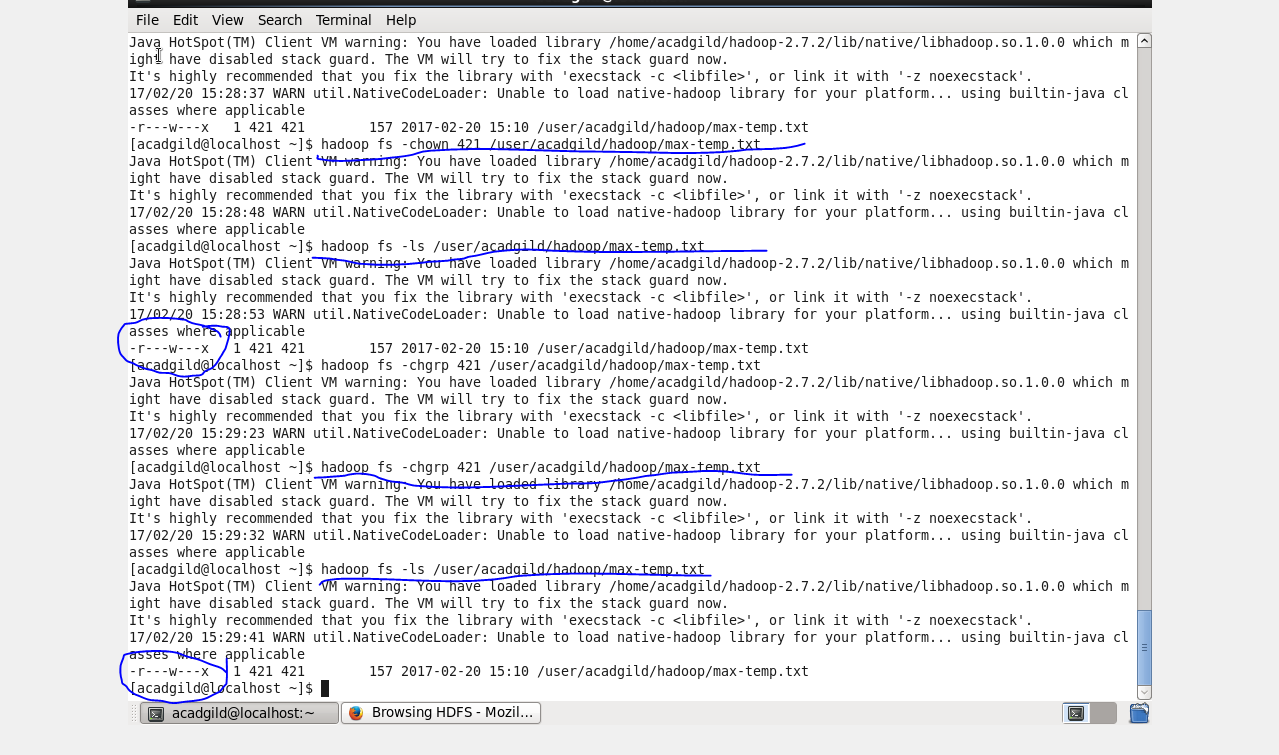 File Edit View Search Terminal Help
Java HotSpot(TM) Client VM warning: You have loaded library /home/acadgild/hadoop-2.7.2/lib/native/libhadoop.so.1.0.0 which m
ight have disabled stack guard. The VM will try to fix the stack guard now.
It's highly recommended that you fix the library with 'execstack -c <libfile>', or link it with '-z noexecstack'.
17/02/20 15:28:37 WARN util.NativeCodeLoader: Unable to load native-hadoop library for your platform... using builtin-java cl
asses where applicable
-r---w---x   1 421 421        157 2017-02-20 15:10 /user/acadgild/hadoop/max-temp.txt
[acadgild@localhost ~]$ hadoop fs -chown 421 /user/acadgild/hadoop/max-temp.txt
Java HotSpot(TM) Client VM warning: You have loaded library /home/acadgild/hadoop-2.7.2/lib/native/libhadoop.so.1.0.0 which m
ight have disabled stack guard. The VM will try to fix the stack guard now.
It's highly recommended that you fix the library with 'execstack -c <libfile>', or link it with '-z noexecstack'.
17/02/20 15:28:48 WARN util.NativeCodeLoader: Unable to load native-hadoop library for your platform... using builtin-java cl
asses where applicable
[acadgild@localhost ~]$ hadoop fs -ls /user/acadgild/hadoop/max-temp.txt
Java HotSpot(TM) Client VM warning: You have loaded library /home/acadgild/hadoop-2.7.2/lib/native/libhadoop.so.1.0.0 which m
ight have disabled stack guard. The VM will try to fix the stack guard now.
It's highly recommended that you fix the library with 'execstack -c <libfile>', or link it with '-z noexecstack'.
17/02/20 15:28:53 WARN util.NativeCodeLoader: Unable to load native-hadoop library for your platform... using builtin-java cl
asses where applicable
-r---w---x   1 421 421        157 2017-02-20 15:10 /user/acadgild/hadoop/max-temp.txt
[acadgild@localhost ~]$ hadoop fs -chgrp 421 /user/acadgild/hadoop/max-temp.txt
Java HotSpot(TM) Client VM warning: You have loaded library /home/acadgild/hadoop-2.7.2/lib/native/libhadoop.so.1.0.0 which m
ight have disabled stack guard. The VM will try to fix the stack guard now.
It's highly recommended that you fix the library with 'execstack -c <libfile>', or link it with '-z noexecstack'.
17/02/20 15:29:23 WARN util.NativeCodeLoader: Unable to load native-hadoop library for your platform... using builtin-java cl
asses where applicable
[acadgild@localhost ~]$ hadoop fs -chgrp 421 /user/acadgild/hadoop/max-temp.txt
Java HotSpot(TM) Client VM warning: You have loaded library /home/acadgild/hadoop-2.7.2/lib/native/libhadoop.so.1.0.0 which m
ight have disabled stack guard. The VM will try to fix the stack guard now.
It's highly recommended that you fix the library with 'execstack -c <libfile>', or link it with '-z noexecstack'.
17/02/20 15:29:32 WARN util.NativeCodeLoader: Unable to load native-hadoop library for your platform... using builtin-java cl
asses where applicable
[acadgild@localhost ~]$ hadoop fs -ls /user/acadgild/hadoop/max-temp.txt
Java HotSpot(TM) Client VM warning: You have loaded library /home/acadgild/hadoop-2.7.2/lib/native/libhadoop.so.1.0.0 which m
ight have disabled stack guard. The VM will try to fix the stack guard now.
It's highly recommended that you fix the library with 'execstack -c <libfile>', or link it with '-z noexecstack'.
17/02/20 15:29:41 WARN util.NativeCodeLoader: Unable to load native-hadoop library for your platform... using builtin-java cl
asses where applicable
-r---w---x   1 421 421        157 2017-02-20 15:10 /user/acadgild/hadoop/max-temp.txt
[acadgild@localhost ~]$
acadgild@localhost:~ Browsing HDFS - Mozil...